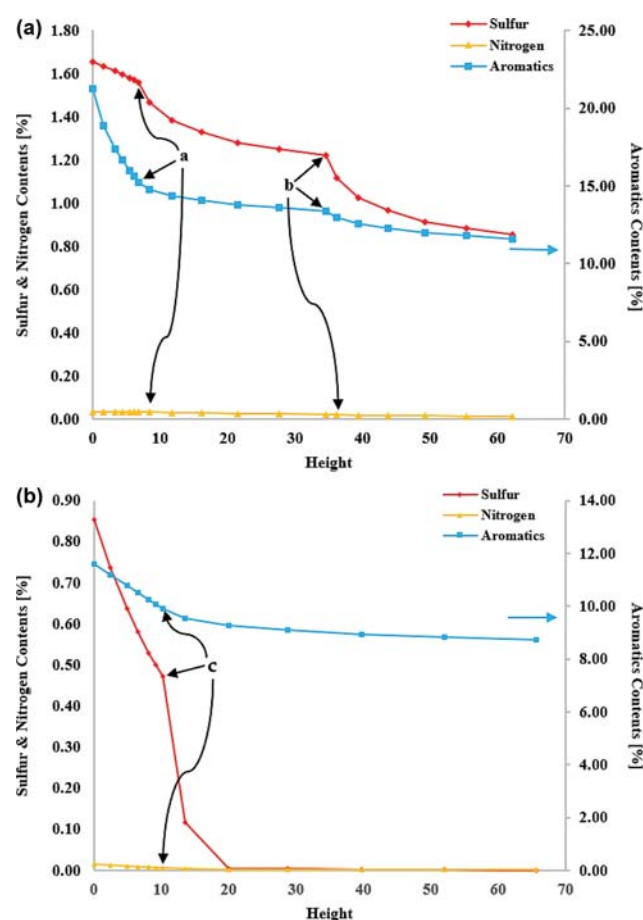 (a)
1.80
1.60
1.40
1.20
1.00
0.80
0.60
0.40
0.20
0.00
Sulfur & Nitrogen Contents [%]
25.00
20.00
15.00
10.00
5.00
0.00
Aromatics Contents [%]
Sulfur
Nitrogen
Aromatics
a
b
0 10 20 30 40 50 60 70
Height
(b)
0.90
0.80
0.70
0.60
0.50
0.40
0.30
0.20
0.10
0.00
Sulfur & Nitrogen Contents [%]
14.00
12.00
10.00
8.00
6.00
4.00
2.00
0.00
Aromatics Contents [%]
Sulfur
Nitrogen
Aromatics
c
0 10 20 30 40 50 60 70
Height